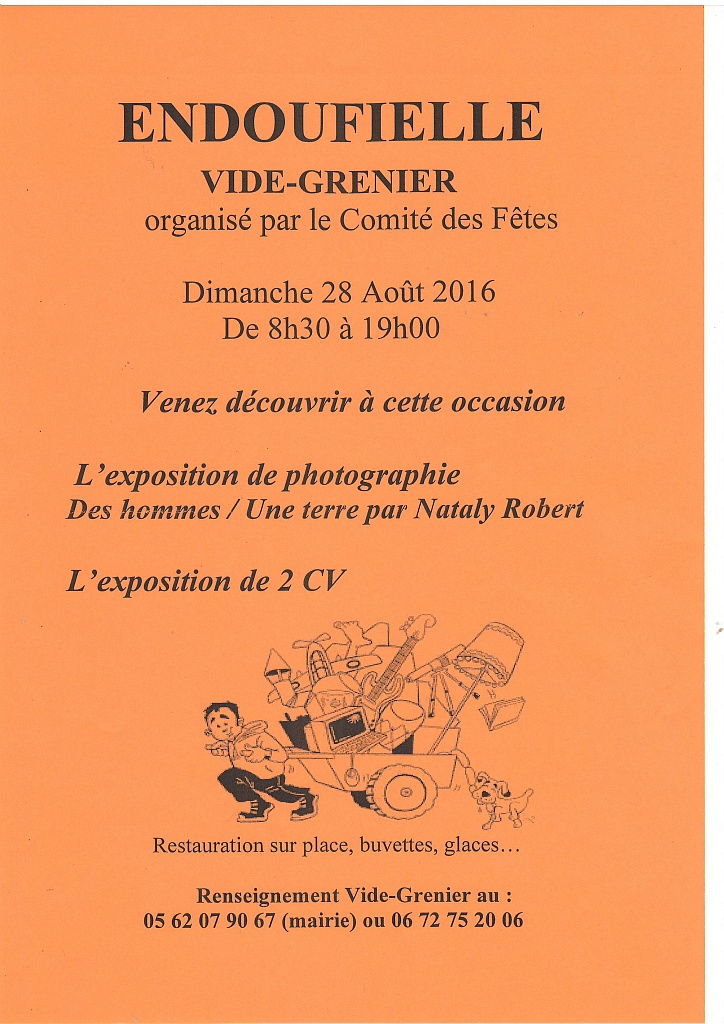 ENDOUFIELLE
VIDE-GRENIER
organisé par le Comité des Fêtes
Dimanche 28 Août 2016
De 8h30 à 19h00
Venez découvrir à cette occasion
L'exposition de photographie
Des hommes / Une terre par Nataly Robert
L'exposition de 2 CV
Restauration sur place, buvettes, glaces…
Renseignement Vide-Grenier au :
05 62 07 90 67 (mairie) ou 06 72 75 20 06